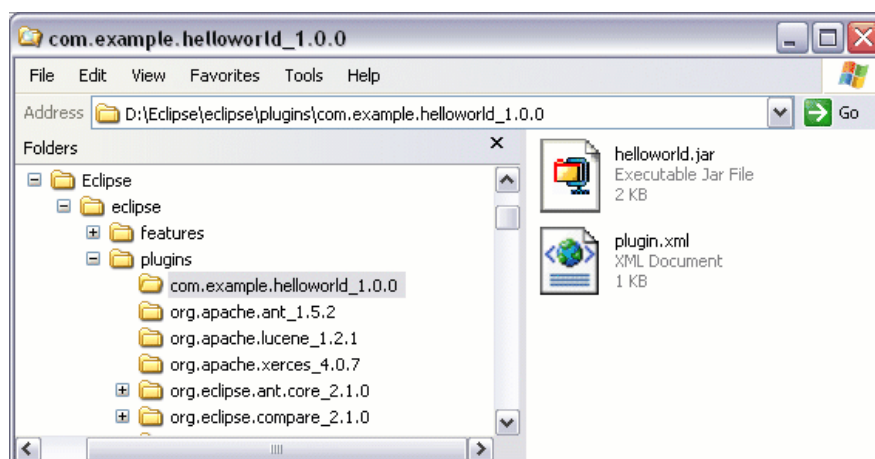 com.example.helloworld_1.0.0
File Edit View Favorites Tools Help
Address D:\Eclipse\eclipse\plugins\com.example.helloworld_1.0.0 Go
Folders
Eclipse
eclipse
features
plugins
com.example.helloworld_1.0.0
org.apache.ant_1.5.2
org.apache.lucene_1.2.1
org.apache.xerces_4.0.7
org.eclipse.ant.core_2.1.0
org.eclipse.compare_2.1.0
helloworld.jar
Executable Jar File
2 KB
plugin.xml
XML Document
1 KB